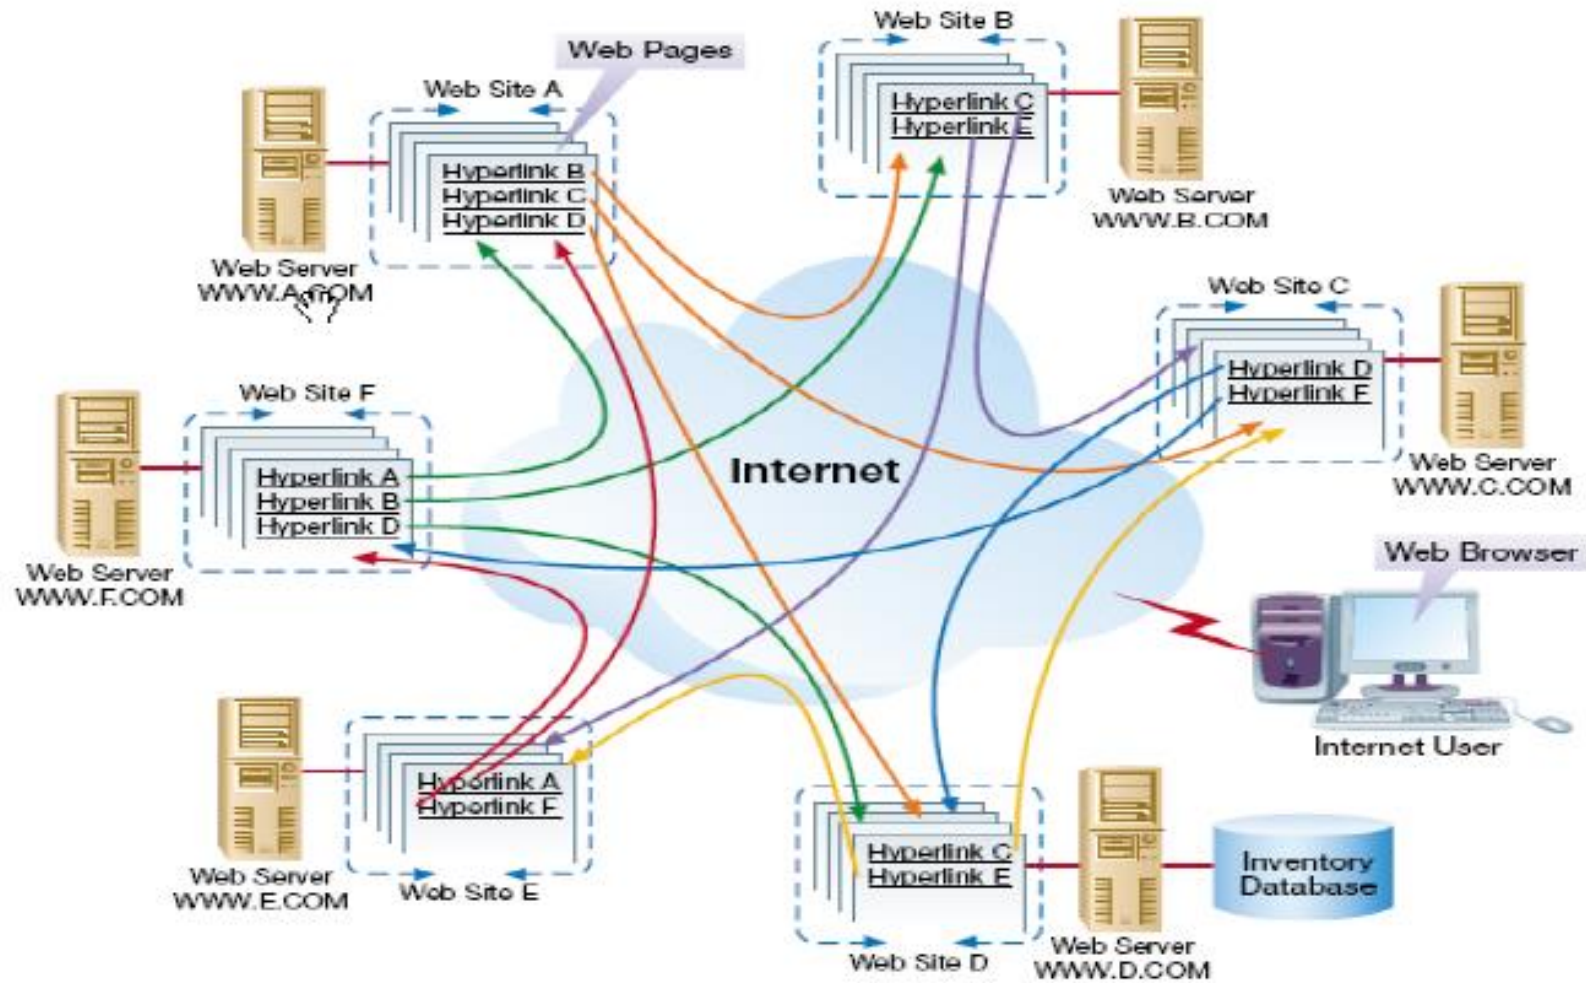 Web Site B
Web Pages
Web Site A
Hyperlink C
Hyperlink E
Hyperlink B
Hyperlink C
Hyperlink D
Web Server
WWW.B.COM
Web Server
WWW.A.COM
Web Site C
Hyperlink D
Hyperlink F
Web Site F
Hyperlink A
Hyperlink B
Hyperlink D
Internet
Web Server
WWW.C.COM
Web Browser
Web Server
WWW.F.COM
Internet User
Hyperlink A
Hyperlink F
Web Server
WWW.E.COM
Web Site E
Hyperlink C
Hyperlink E
Inventory
Database
Web Site D
Web Server
WWW.D.COM